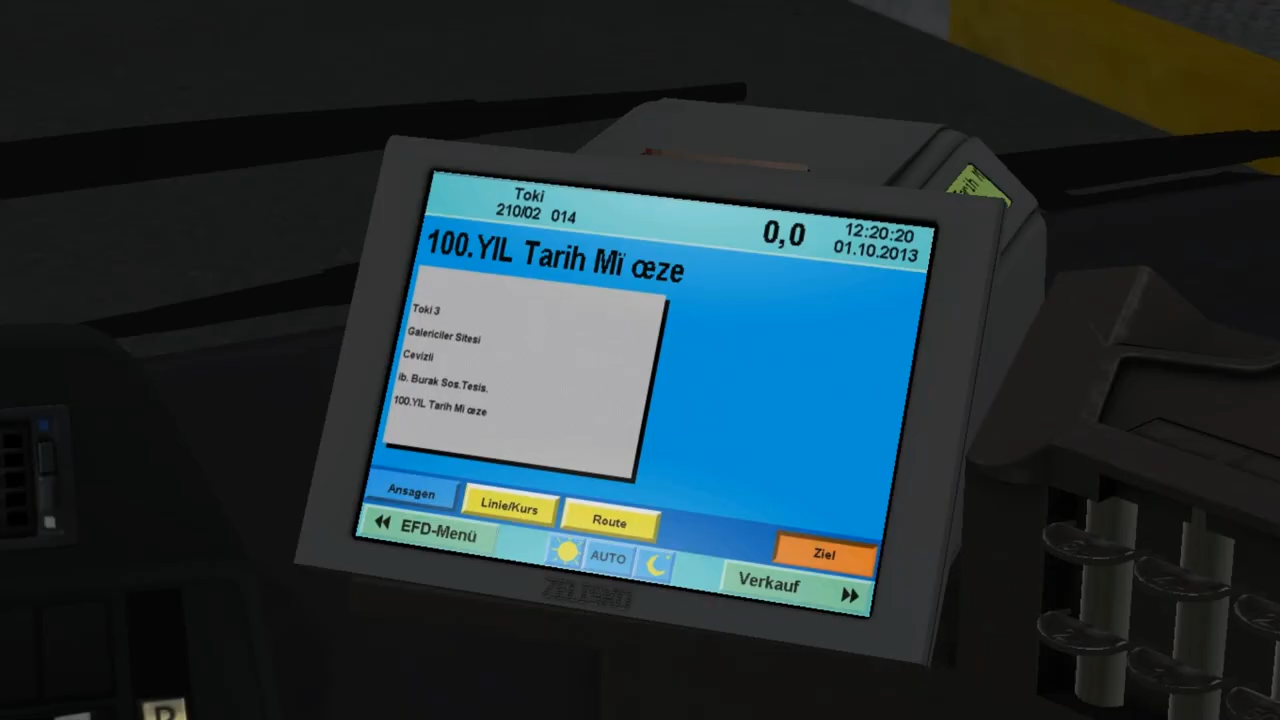 Toki
210/02 014
0,0
12:20:20
01.10.2013
100.YIL Tarih Mï œze
Toki 3
Galericiler Sitesi
Cevizli
ib. Burak Sos.Tesis.
100.YIL Tarih Mï œze
Ansagen
Linie/Kurs
Route
Ziel
EFD-Menü
AUTO
Verkauf